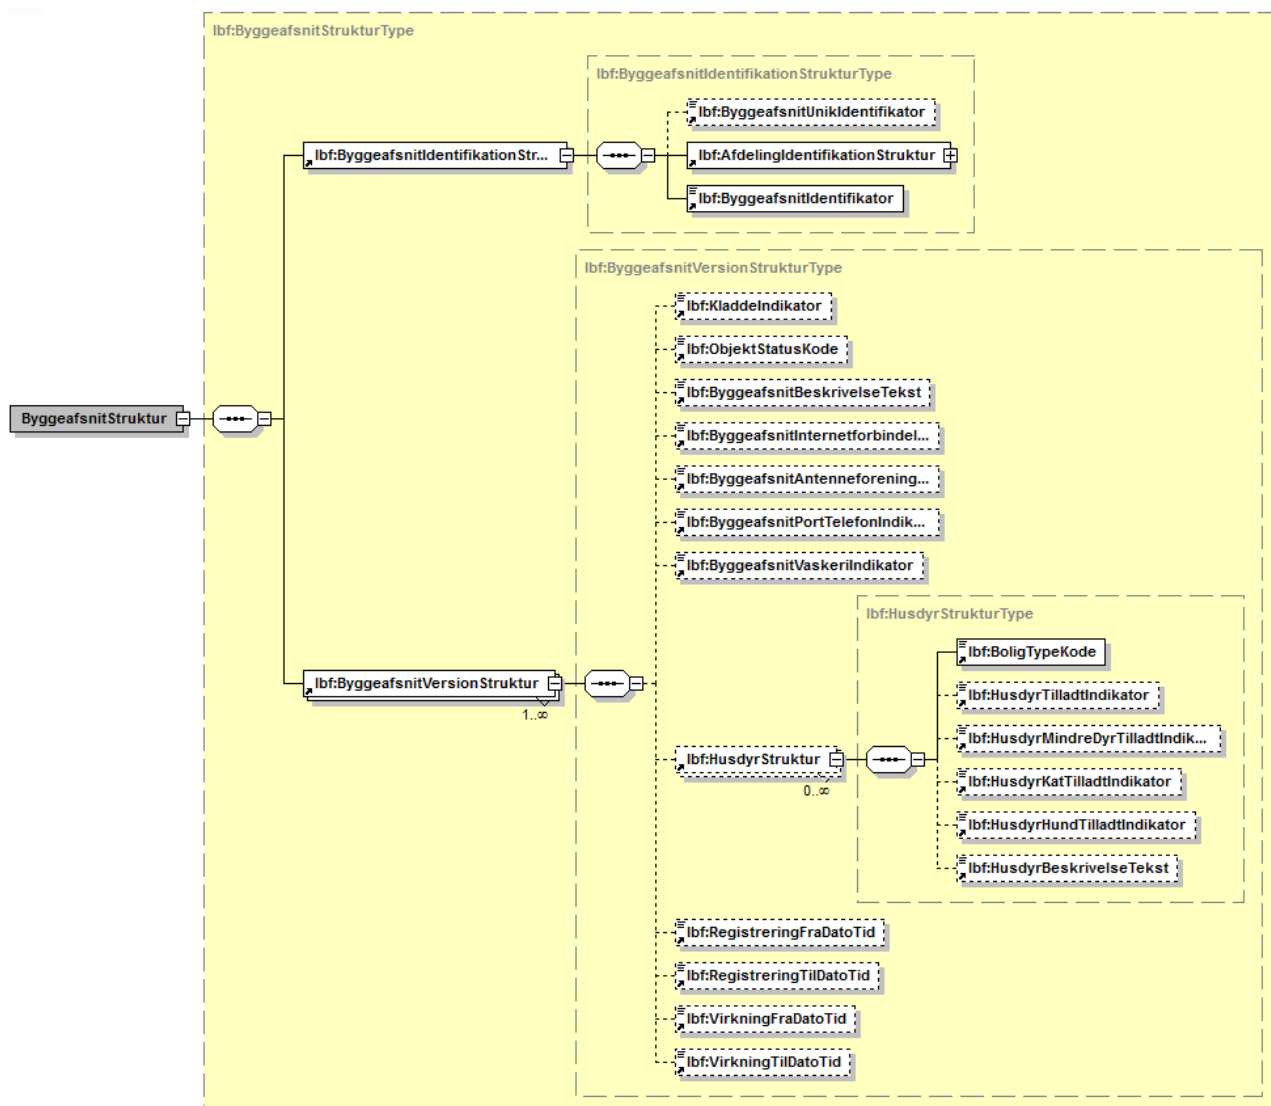 lbf:ByggeafsnitStrukturType
lbf:ByggeafsnitIdentifikationStrukturType
lbf:ByggeafsnitUnikIdentifikator
lbf:ByggeafsnitIdentifikationStr...
lbf:AfdelingIdentifikationStruktur
lbf:ByggeafsnitIdentifikator
lbf:ByggeafsnitVersionStrukturType
lbf:KladdeIndikator
lbf:ObjektStatusKode
lbf:ByggeafsnitBeskrivelseTekst
ByggeafsnitStruktur
lbf:ByggeafsnitInternetforbindel...
lbf:ByggeafsnitAntenneforening...
lbf:ByggeafsnitPortTelefonIndik...
lbf:ByggeafsnitVaskeriIndikator
lbf:HusdyrStrukturType
lbf:BoligTypeKode
lbf:ByggeafsnitVersionStruktur
1..∞
lbf:HusdyrTilladtIndikator
lbf:HusdyrMindreDyrTilladtIndik...
lbf:HusdyrStruktur
0..∞
lbf:HusdyrKatTilladtIndikator
lbf:HusdyrHundTilladtIndikator
lbf:HusdyrBeskrivelseTekst
lbf:RegistreringFraDatoTid
lbf:RegistreringTilDatoTid
lbf:VirkningFraDatoTid
lbf:VirkningTilDatoTid